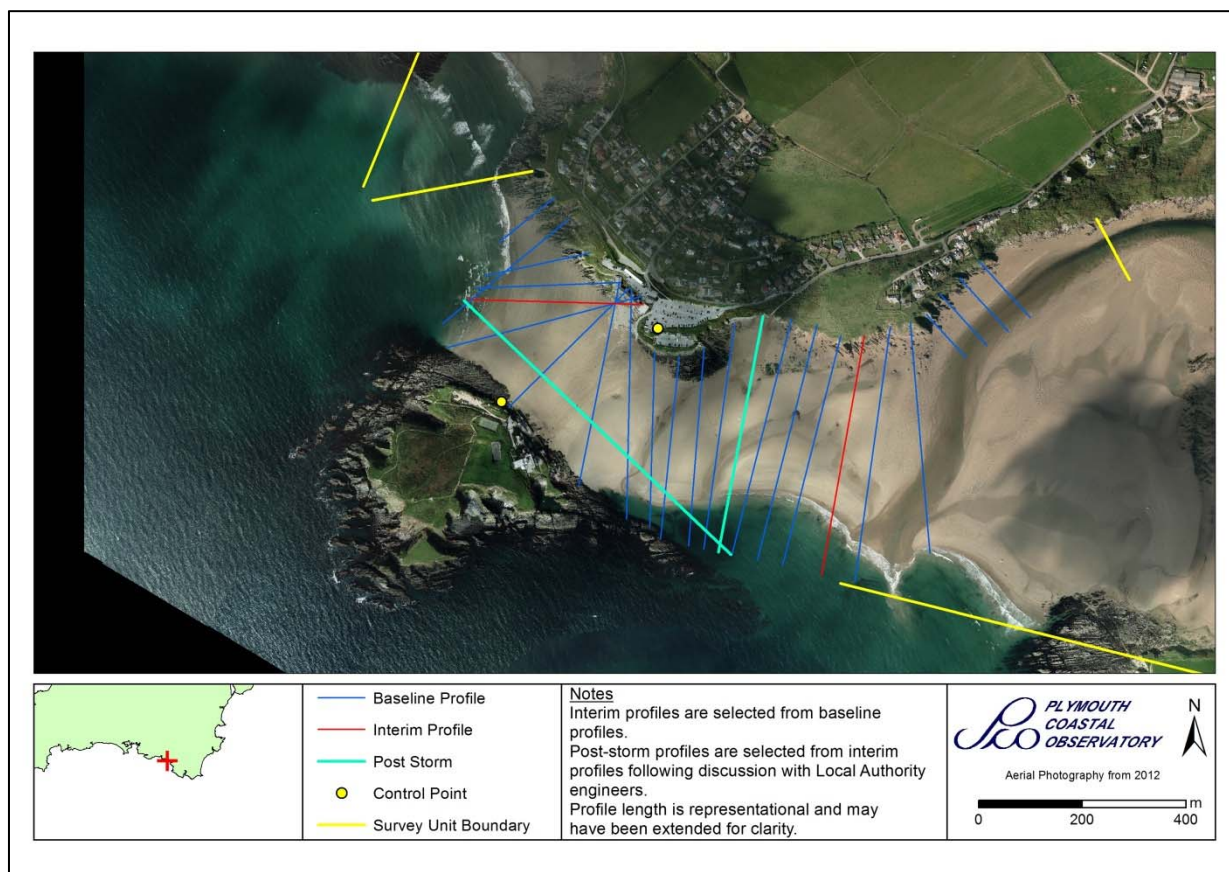 Baseline Profile
Interim Profile
Post Storm
Control Point
Survey Unit Boundary
Notes
Interim profiles are selected from baseline
profiles.
Post-storm profiles are selected from interim
profiles following discussion with Local Authority
engineers.
Profile length is representational and may
have been extended for clarity.
PLYMOUTH
COASTAL
OBSERVATORY
N
Aerial Photography from 2012
m
0 200 400